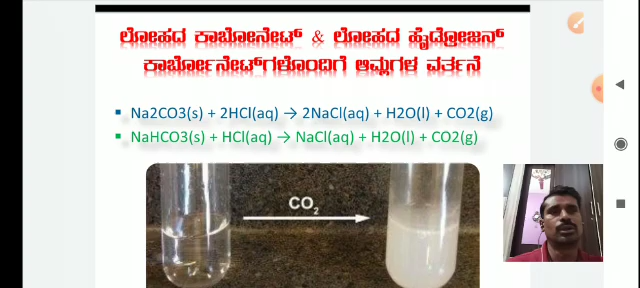 ಲೋಹದ ಕಾರ್ಬೋನೇಟ್ & ಲೋಹದ ಹೈಡ್ರೋಜನ್
ಕಾರ್ಬೋನೇಟ್‌ಗಳೊಂದಿಗೆ ಆಮ್ಲಗಳ ವರ್ತನೆ
▪ Na2CO3(s) + 2HCl(aq) → 2NaCl(aq) + H2O(l) + CO2(g)
▪ NaHCO3(s) + HCl(aq) → NaCl(aq) + H2O(l) + CO2(g)
CO₂